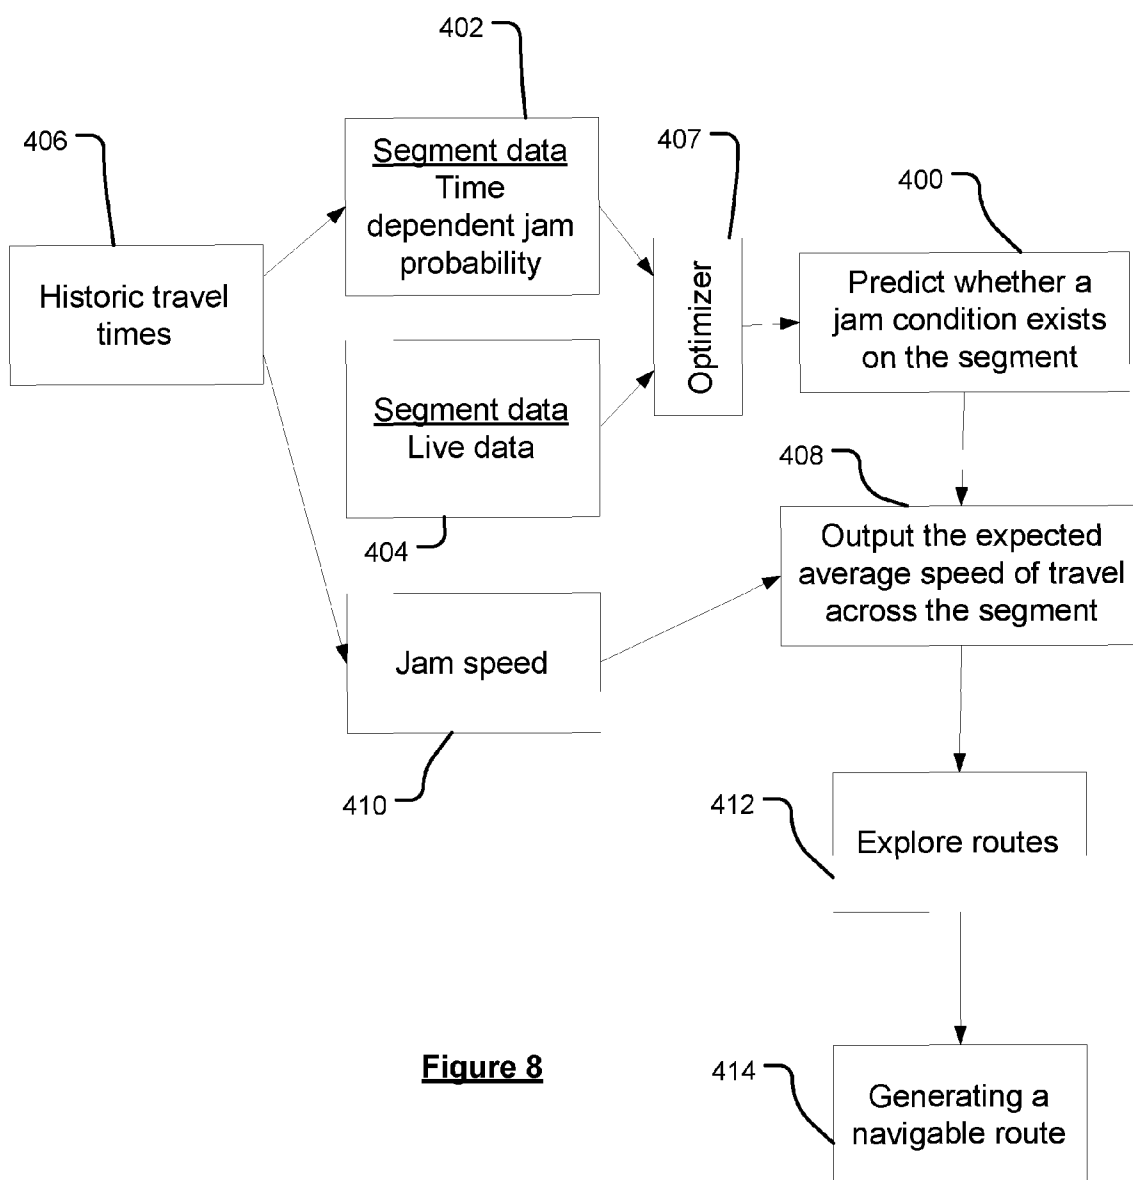 402
406
Segment data
Time
dependent jam
probability
407
400
Historic travel
times
Optimizer
Predict whether a
jam condition exists
on the segment
Segment data
Live data
404
408
Output the expected
average speed of travel
across the segment
Jam speed
410
412
Explore routes
Figure 8
414
Generating a
navigable route